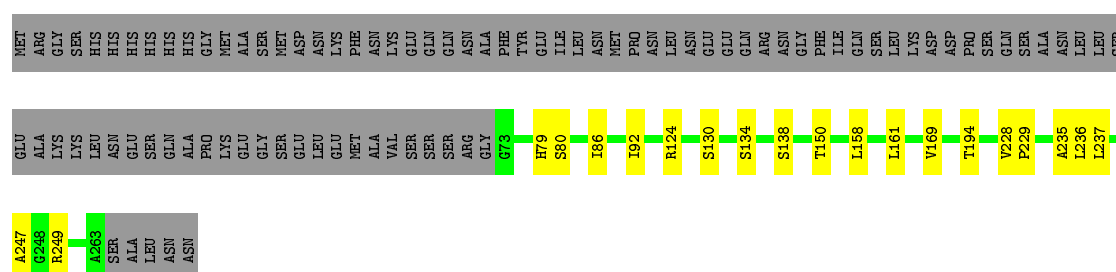 MET ARG GLY SER HIS HIS HIS HIS HIS HIS GLY MET ALA SER MET ASP ASN LYS PHE ASN LYS GLU GLN GLN ASN ALA PHE TYR GLU ILE LEU ASN MET PRO ASN LEU ASN GLU GLU GLN ARG ASN GLY PHE ILE GLN SER LEU LYS ASP ASP PRO SER GLN SER ALA ASN LEU LEU SER
GLU ALA LYS LYS LEU ASN GLU SER GLN ALA PRO LYS GLU GLY SER GLU LEU GLU MET ALA VAL SER SER SER ARG GLY G73 H79 S80 I86 I92 R124 S130 S134 S138 T150 L158 L161 V169 T194 V228 P229 A235 L236 L237
A247 G248 R249 A263 SER ALA LEU ASN ASN